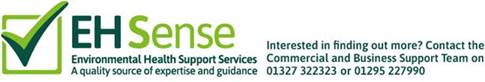 EH Sense
Environmental Health Support Services
A quality source of expertise and guidance
Interested in finding out more? Contact the
Commercial and Business Support Team on
01327 322323 or 01295 227990